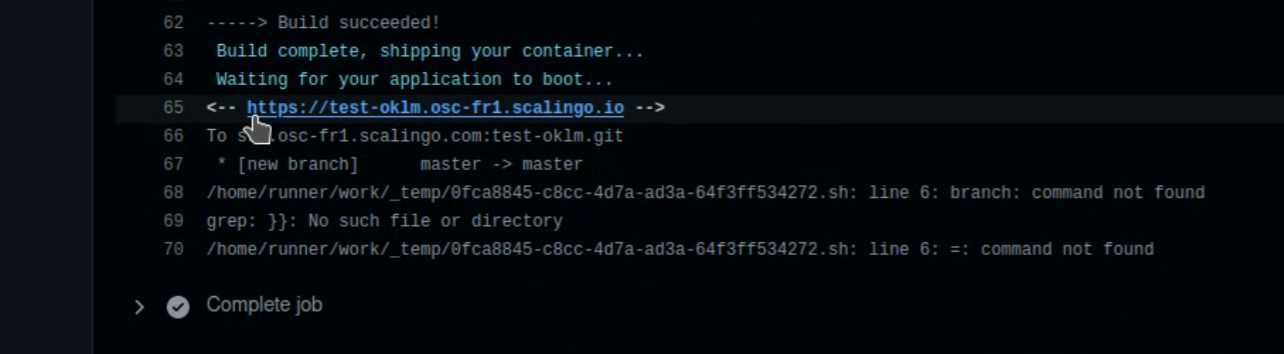 62 -----> Build succeeded!
63 Build complete, shipping your container...
64 Waiting for your application to boot...
65 <-- https://test-oklm.osc-fr1.scalingo.io -->
66 To .osc-fr1.scalingo.com:test-oklm.git
67 * [new branch] master -> master
68 /home/runner/work/_temp/0fca8845-c8cc-4d7a-ad3a-64f3ff534272.sh: line 6: branch: command not found
69 grep: }}: No such file or directory
70 /home/runner/work/_temp/0fca8845-c8cc-4d7a-ad3a-64f3ff534272.sh: line 6: =: command not found
Complete job